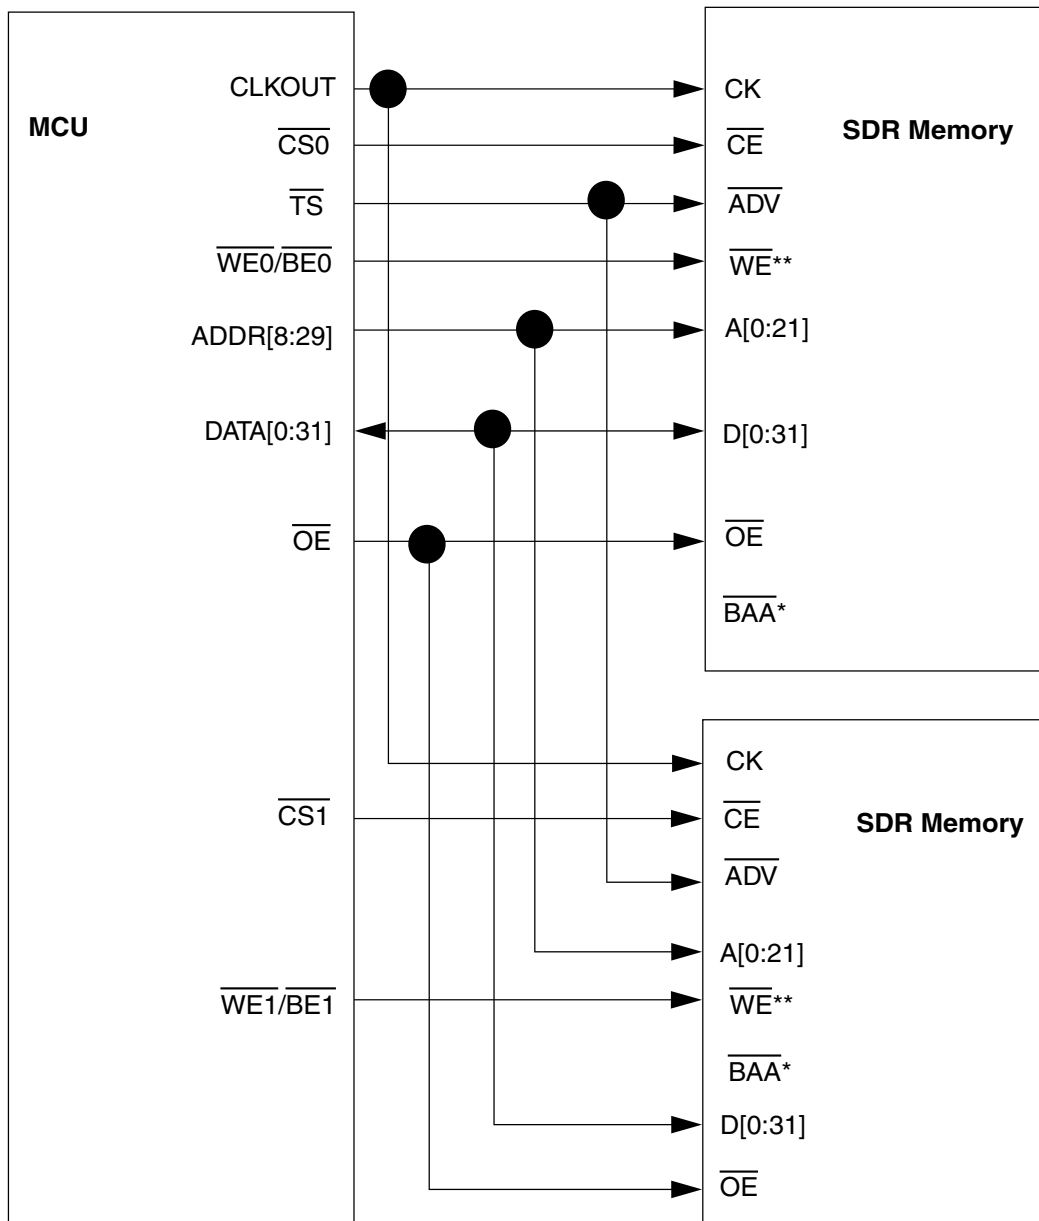 MCU
CLKOUT
CS0
TS
WE0/BE0
ADDR[8:29]
DATA[0:31]
OE
CS1
WE1/BE1
SDR Memory
CK
CE
ADV
WE**
A[0:21]
D[0:31]
OE
BAA*
SDR Memory
CK
CE
ADV
A[0:21]
WE**
BAA*
D[0:31]
OE